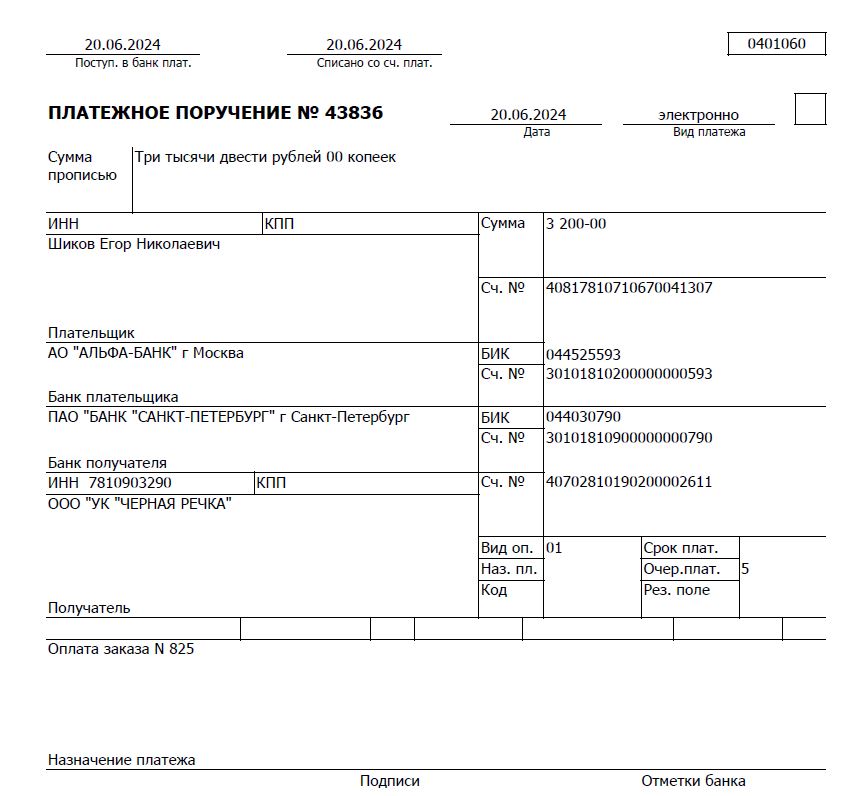 20.06.2024 20.06.2024 0401060
Поступ. в банк плат. Списано со сч. плат.
ПЛАТЕЖНОЕ ПОРУЧЕНИЕ № 43836 20.06.2024 электронно
Дата Вид платежа
Сумма Три тысячи двести рублей 00 копеек
прописью
ИНН КПП Сумма 3 200-00
Шиков Егор Николаевич
Сч. № 40817810710670041307
Плательщик
АО "АЛЬФА-БАНК" г Москва БИК 044525593
Сч. № 30101810200000000593
Банк плательщика
ПАО "БАНК "САНКТ-ПЕТЕРБУРГ" г Санкт-Петербург БИК 044030790
Сч. № 30101810900000000790
Банк получателя
ИНН 7810903290 КПП Сч. № 40702810190200002611
ООО "УК "ЧЕРНАЯ РЕЧКА"
Вид оп. 01 Срок плат.
Наз. пл. Очер.плат. 5
Код Рез. поле
Получатель
Оплата заказа N 825
Назначение платежа
Подписи Отметки банка